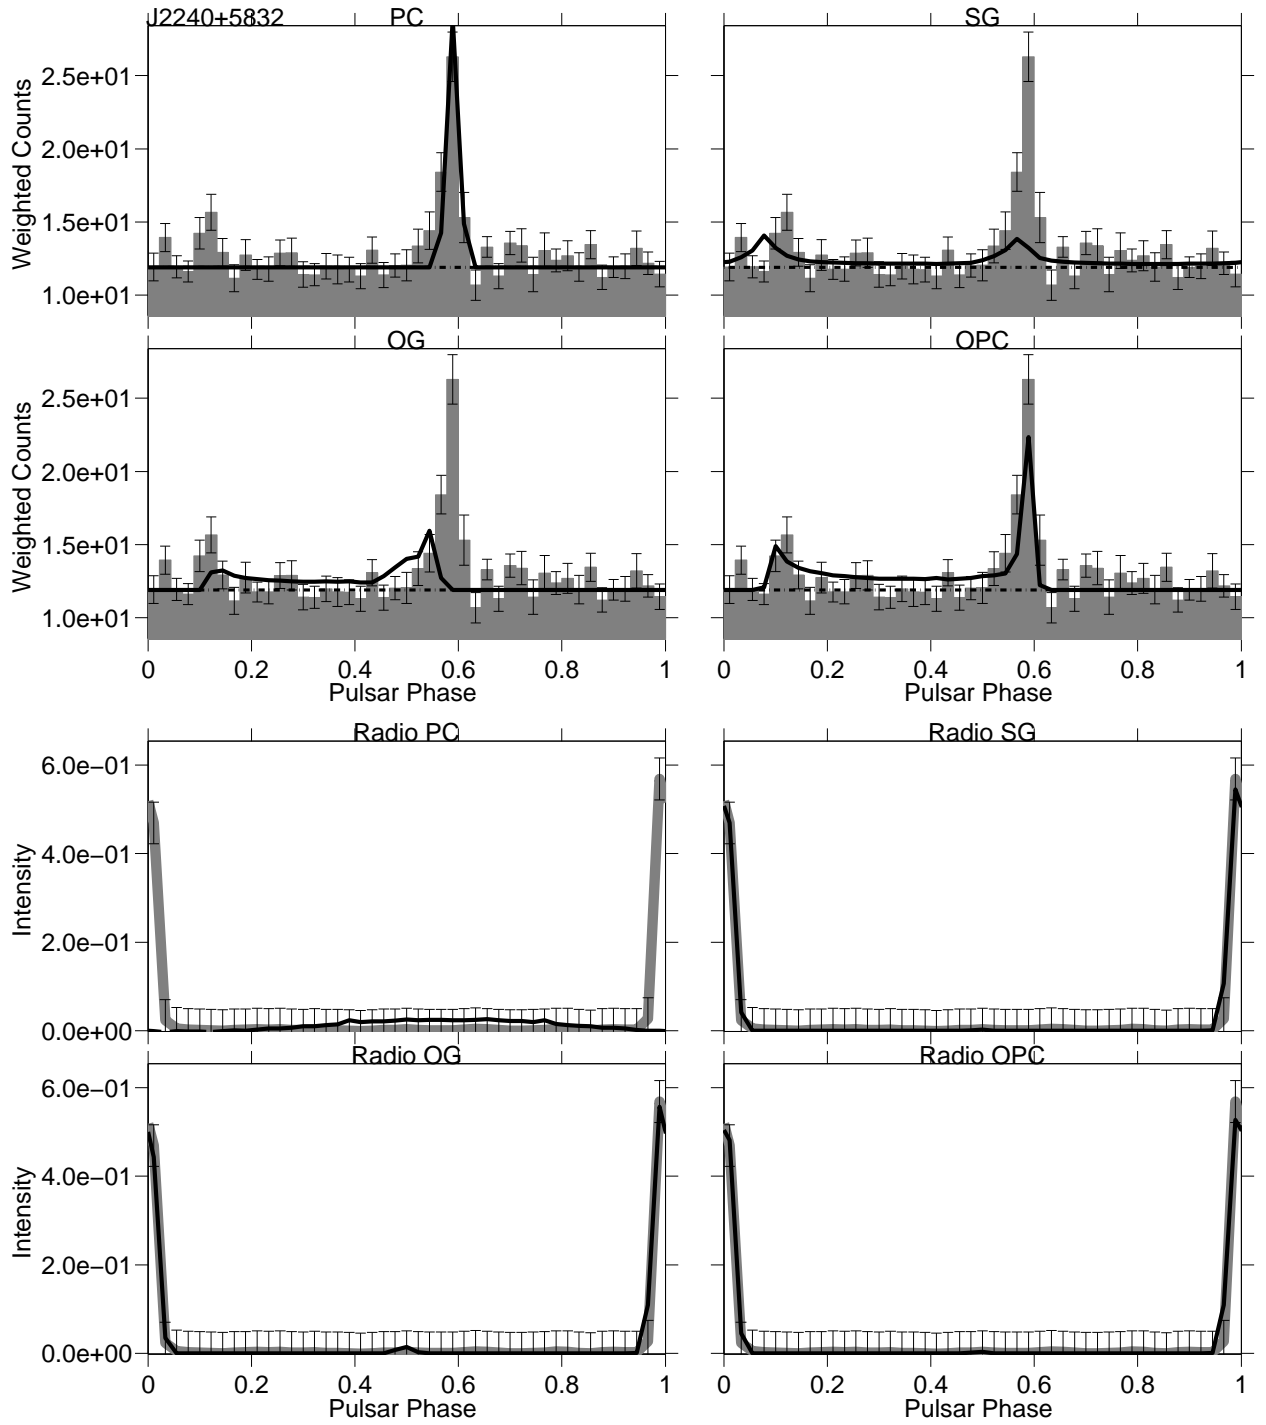 J2240+5832 PC SG
Weighted Counts
2.5e+01
2.0e+01
1.5e+01
1.0e+01
OG OPC
Weighted Counts
2.5e+01
2.0e+01
1.5e+01
1.0e+01
0 0.2 0.4 0.6 0.8 1 0 0.2 0.4 0.6 0.8 1
Pulsar Phase Pulsar Phase
Radio PC Radio SG
Intensity
6.0e−01
4.0e−01
2.0e−01
0.0e+00
Radio OG Radio OPC
Intensity
6.0e−01
4.0e−01
2.0e−01
0.0e+00
0 0.2 0.4 0.6 0.8 1 0 0.2 0.4 0.6 0.8 1
Pulsar Phase Pulsar Phase